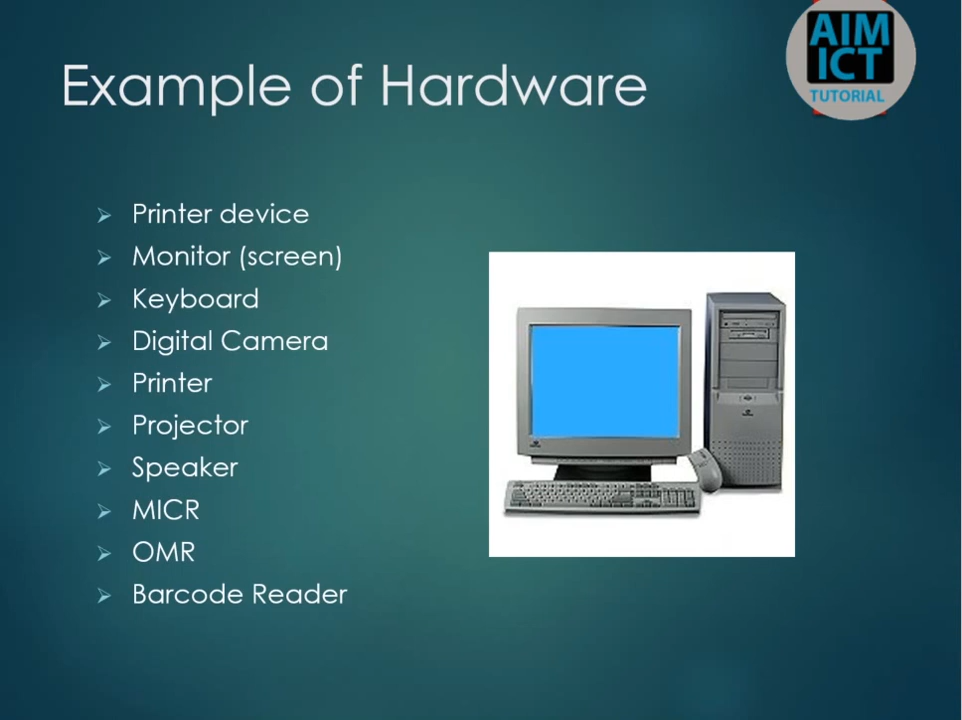 AIM
ICT
TUTORIAL
Example of Hardware
Printer device
Monitor (screen)
Keyboard
Digital Camera
Printer
Projector
Speaker
MICR
OMR
Barcode Reader